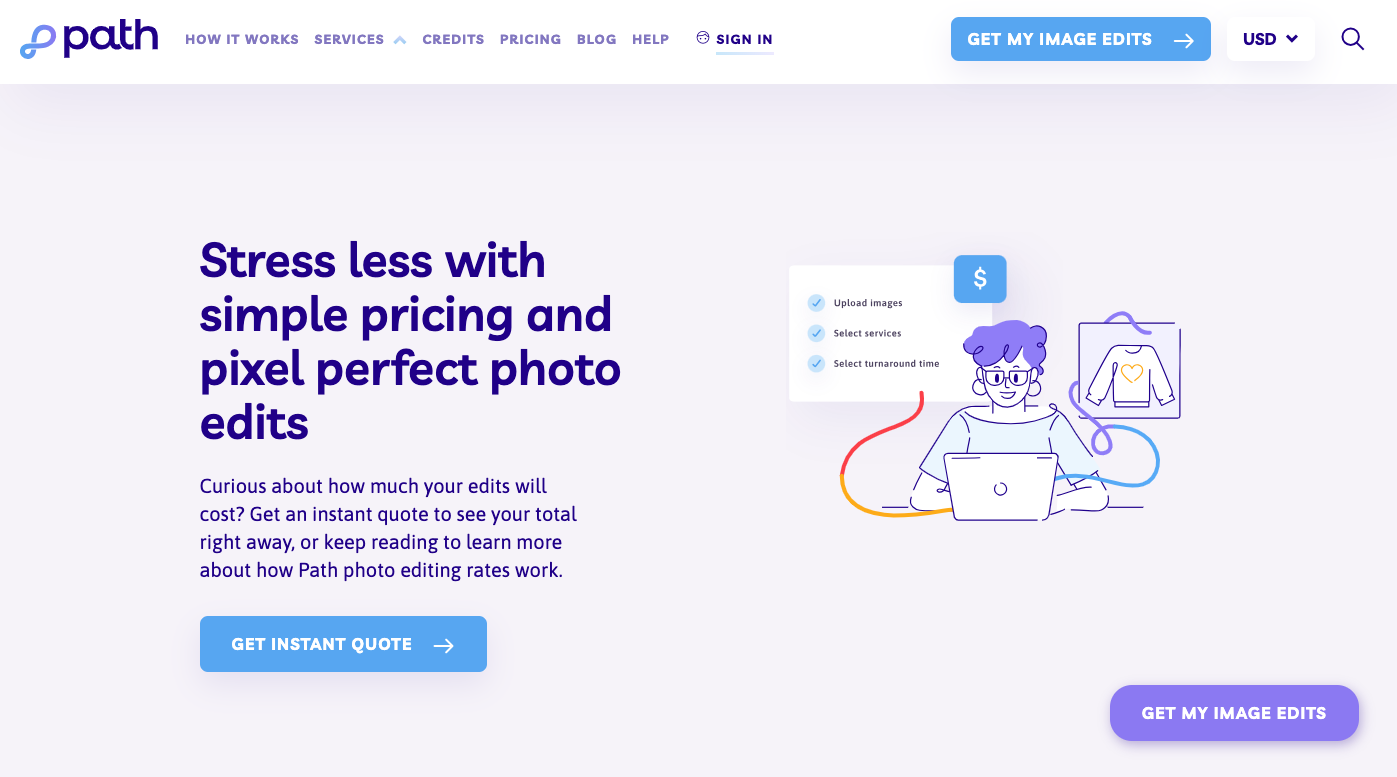 path
HOW IT WORKS
SERVICES
CREDITS
PRICING
BLOG
HELP
SIGN IN
GET MY IMAGE EDITS
USD
Stress less with
simple pricing and
pixel perfect photo
edits
Curious about how much your edits will
cost? Get an instant quote to see your total
right away, or keep reading to learn more
about how Path photo editing rates work.
GET INSTANT QUOTE
$
Upload images
Select services
Select turnaround time
GET MY IMAGE EDITS